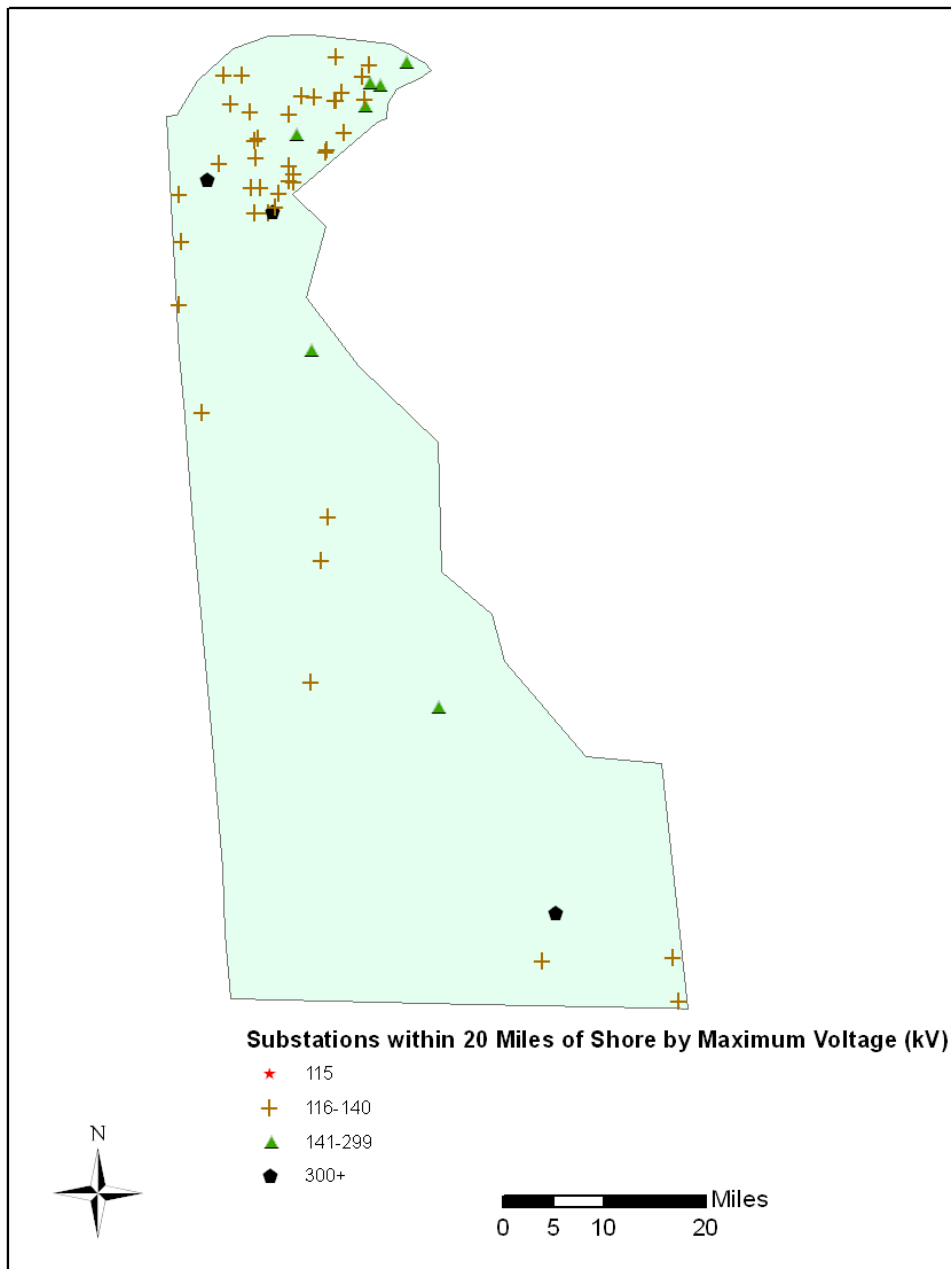 Substations within 20 Miles of Shore by Maximum Voltage (kV)
115
116-140
141-299
300+
N
Miles
0 5 10 20